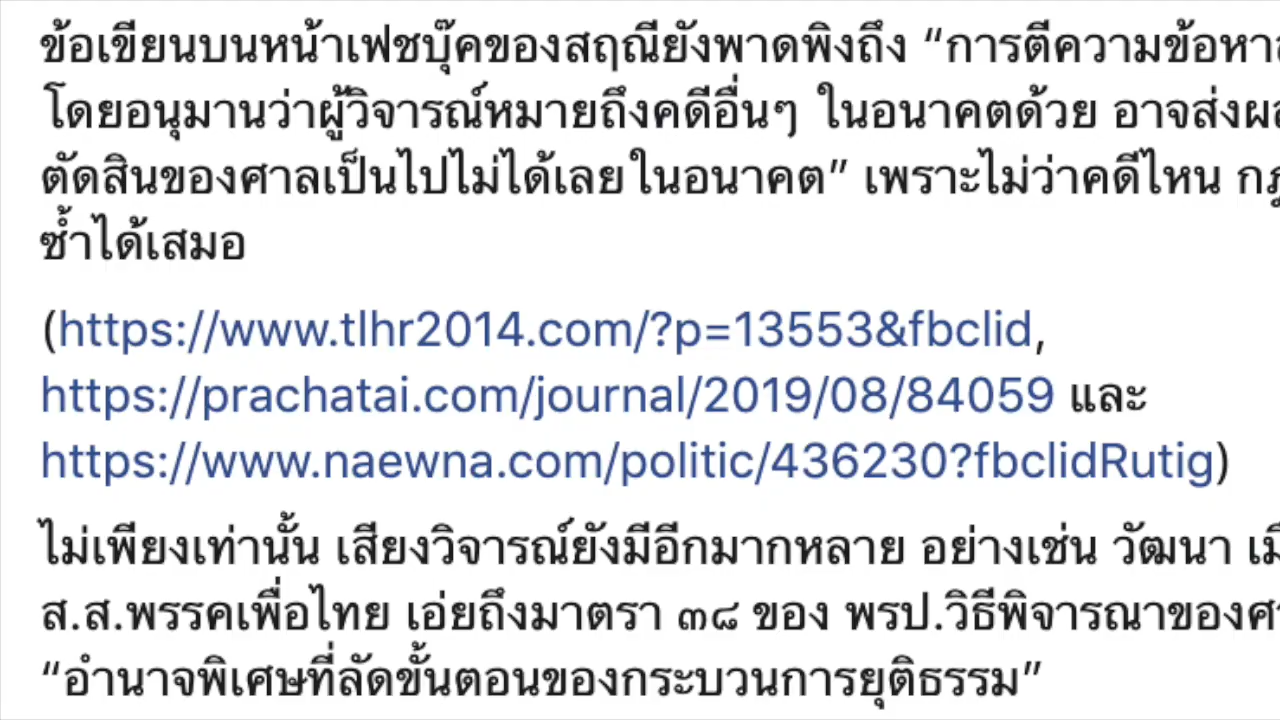 ข้อเขียนบนหน้าเฟซบุ๊คของสฤณียังพาดพิงถึง “การตีความข้อหา
โดยอนุมานว่าผู้วิจารณ์หมายถึงคดีอื่นๆ ในอนาคตด้วย อาจส่งผล
ตัดสินของศาลเป็นไปไม่ได้เลยในอนาคต” เพราะไม่ว่าคดีไหน กฎ
ซ้ำได้เสมอ
(https://www.tlhr2014.com/?p=13553&fbclid,
https://prachatai.com/journal/2019/08/84059 และ
https://www.naewna.com/politic/436230?fbclidRutig)
ไม่เพียงเท่านั้น เสียงวิจารณ์ยังมีอีกมากหลาย อย่างเช่น วัฒนา
ส.ส.พรรคเพื่อไทย เอ่ยถึงมาตรา ๓๘ ของ พรป.วิธีพิจารณาของ
“อำนาจพิเศษที่ลัดขั้นตอนของกระบวนการยุติธรรม”